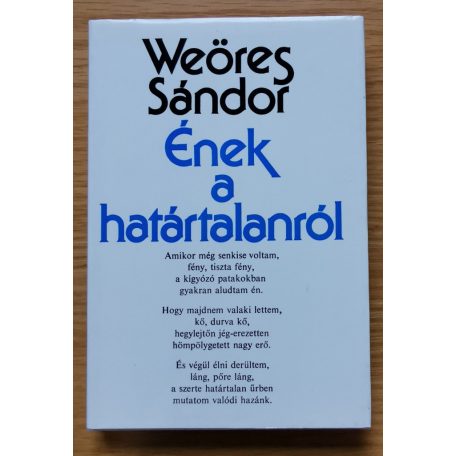 Weöres
Sándor
Ének
a
határtalanról
Amikor még senkise voltam,
fény, tiszta fény,
a kígyózó patakokban
gyakran aludtam én.
Hogy majdnem valaki lettem,
kő, durva kő,
hegylejtőn jég-erezetten
hömpölygetett nagy erő.
És végül élni derültem,
láng, pőre láng,
a szerte határtalan űrben
mutatom valódi hazánk.